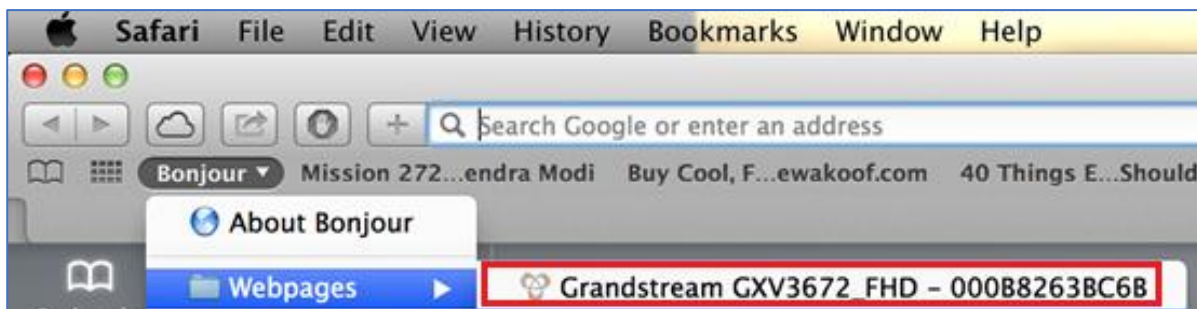 Safari File Edit View History Bookmarks Window Help
Search Google or enter an address
Bonjour Mission 272...endra Modi Buy Cool, F...ewakoof.com 40 Things E...Should
About Bonjour
Webpages Grandstream GXV3672_FHD – 000B8263BC6B